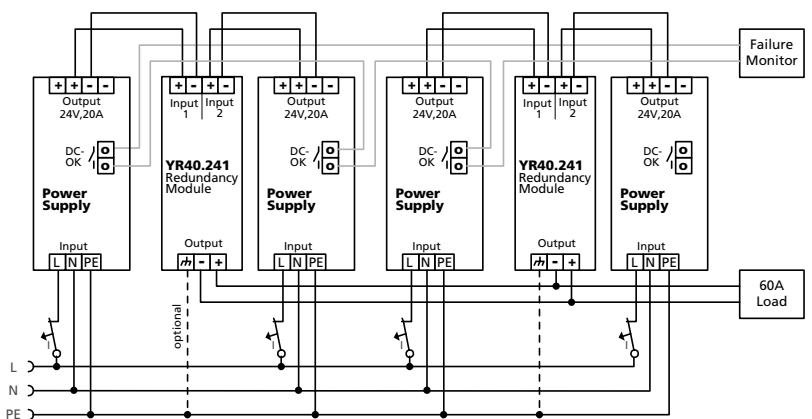 Failure
Monitor
+ + - -
Output
24V,20A
DC-
OK
Power
Supply
Input
L N PE
+ - + -
Input
1
Input
2
YR40.241
Redundancy
Module
Output
- +
optional
+ + - -
Output
24V,20A
DC-
OK
Power
Supply
Input
L N PE
+ + - -
Output
24V,20A
DC-
OK
Power
Supply
Input
L N PE
+ - + -
Input
1
Input
2
YR40.241
Redundancy
Module
Output
- +
+ + - -
Output
24V,20A
DC-
OK
Power
Supply
Input
L N PE
60A
Load
I
I
I
I
L
N
PE